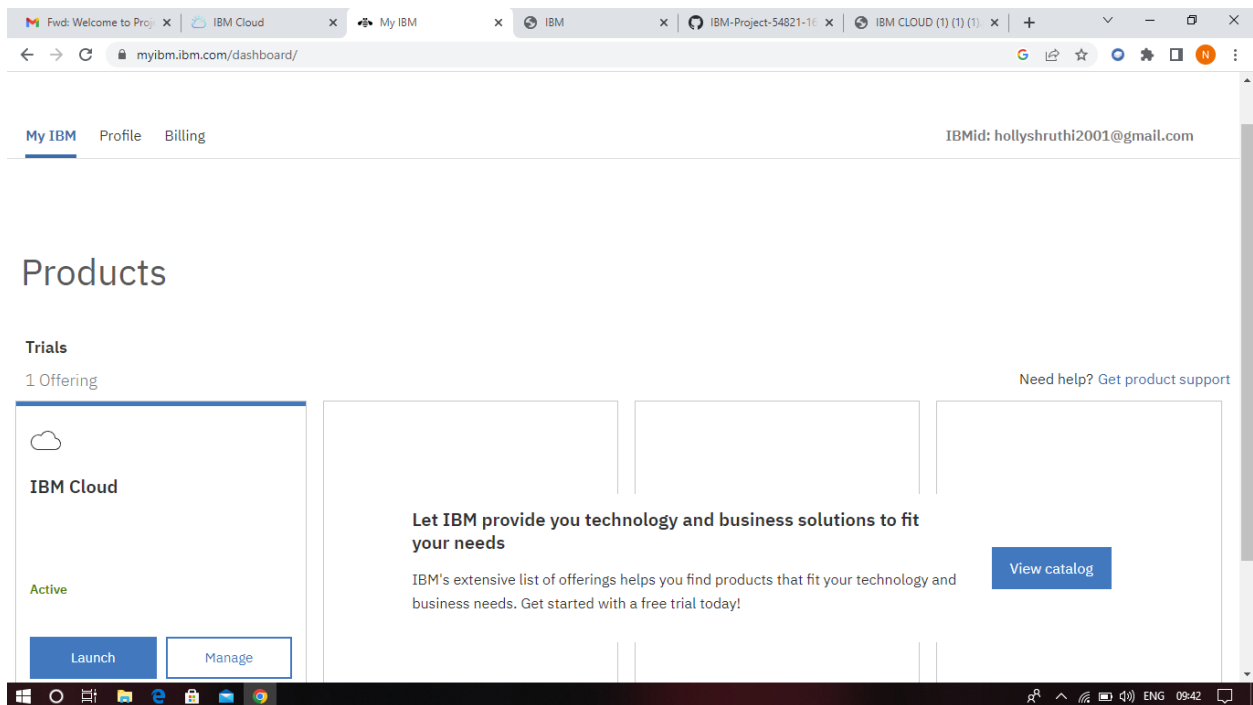 Fwd: Welcome to Proj
IBM Cloud
My IBM
IBM
IBM-Project-54821-16
IBM CLOUD (1) (1) (1)
myibm.ibm.com/dashboard/
N
My IBM
Profile
Billing
IBMid: hollyshruthi2001@gmail.com
Products
Trials
1 Offering
Need help? Get product support
IBM Cloud
Let IBM provide you technology and business solutions to fit
your needs
IBM's extensive list of offerings helps you find products that fit your technology and
business needs. Get started with a free trial today!
View catalog
Active
Launch
Manage
ENG
09:42